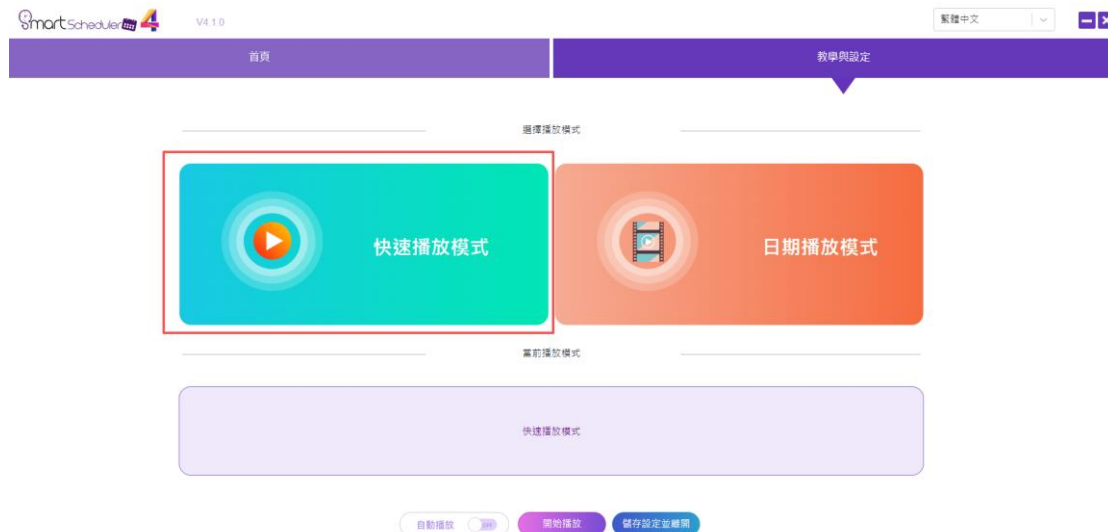 Smart Scheduler 4 V4.1.0 繁體中文
首頁 教學與設定
選擇播放模式
快速播放模式 日期播放模式
當前播放模式
快速播放模式
自動播放 OFF 開始播放 儲存設定並離開